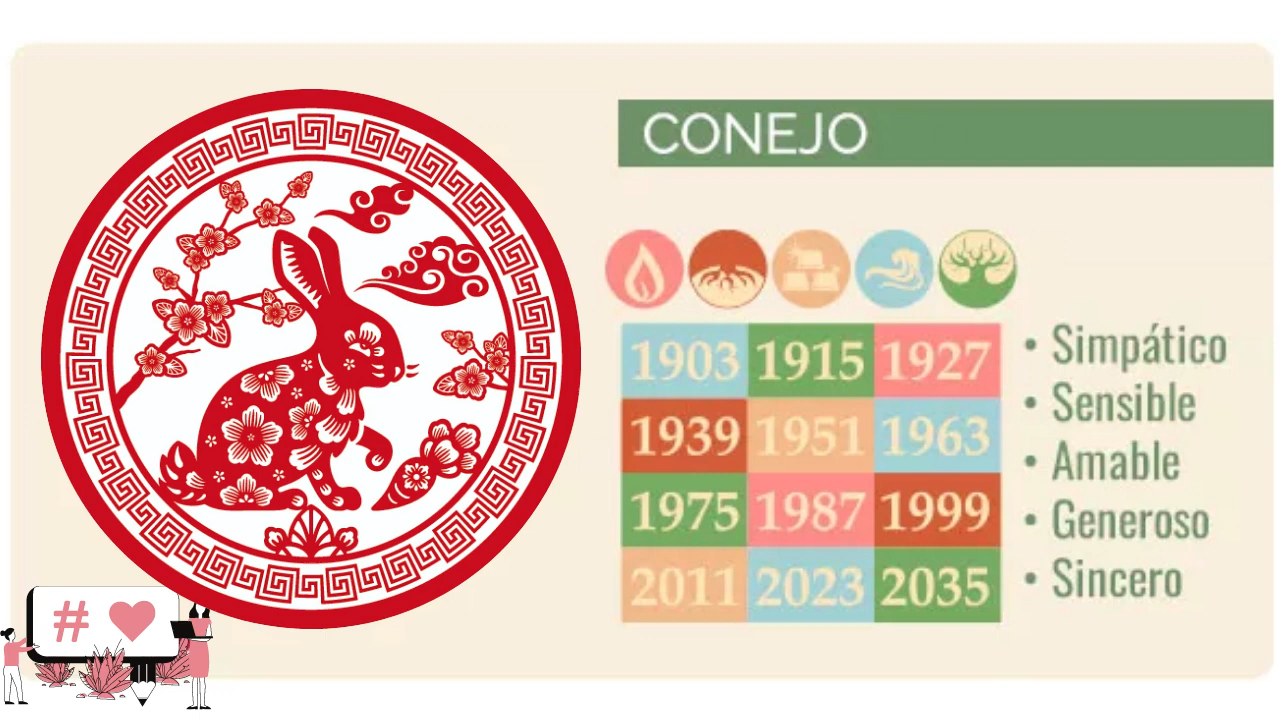 CONEJO
1903 1915 1927
1939 1951 1963
1975 1987 1999
2011 2023 2035
• Simpático
• Sensible
• Amable
• Generoso
• Sincero
#